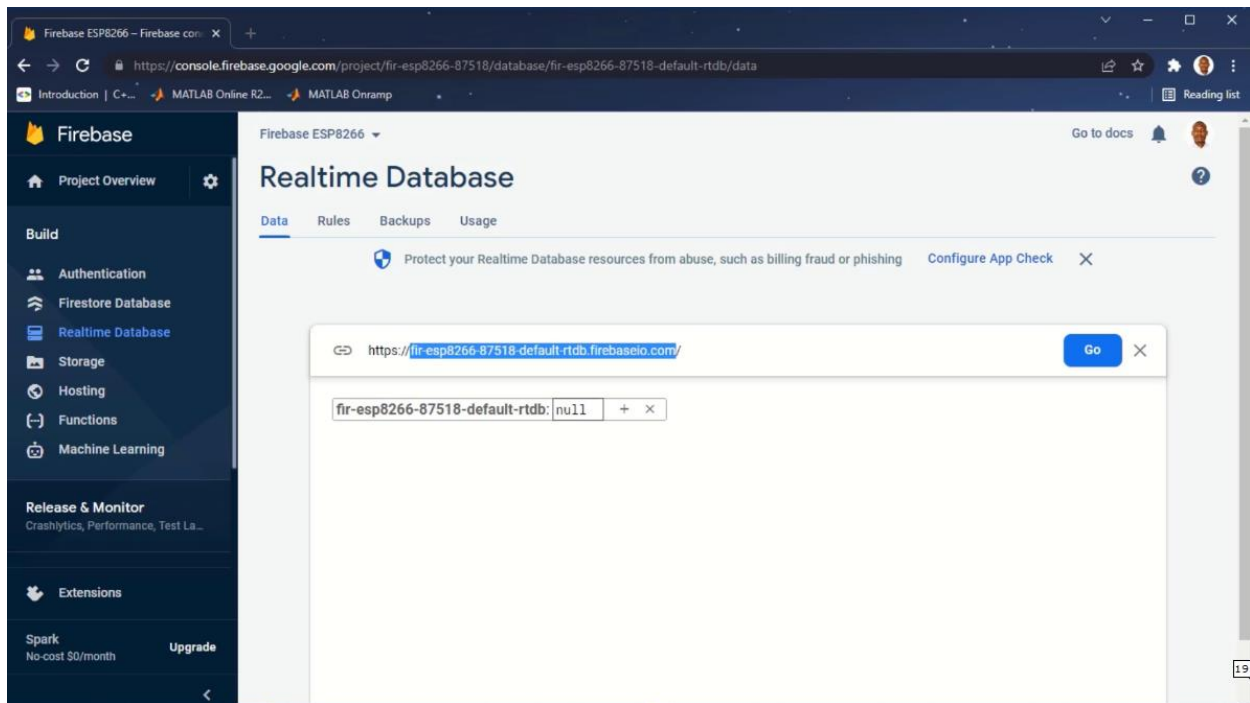 Firebase ESP8266 – Firebase con
https://console.firebase.google.com/project/fir-esp8266-87518/database/fir-esp8266-87518-default-rtdb/data
Introduction | C+... MATLAB Online R2... MATLAB Onramp Reading list
Firebase
Project Overview
Build
Authentication
Firestore Database
Realtime Database
Storage
Hosting
Functions
Machine Learning
Release & Monitor
Crashlytics, Performance, Test La...
Extensions
Spark
No-cost $0/month
Upgrade
Firebase ESP8266
Go to docs
Realtime Database
Data Rules Backups Usage
Protect your Realtime Database resources from abuse, such as billing fraud or phishing Configure App Check
https://fir-esp8266-87518-default-rtdb.firebaseio.com/ Go
fir-esp8266-87518-default-rtdb: null + ×
19